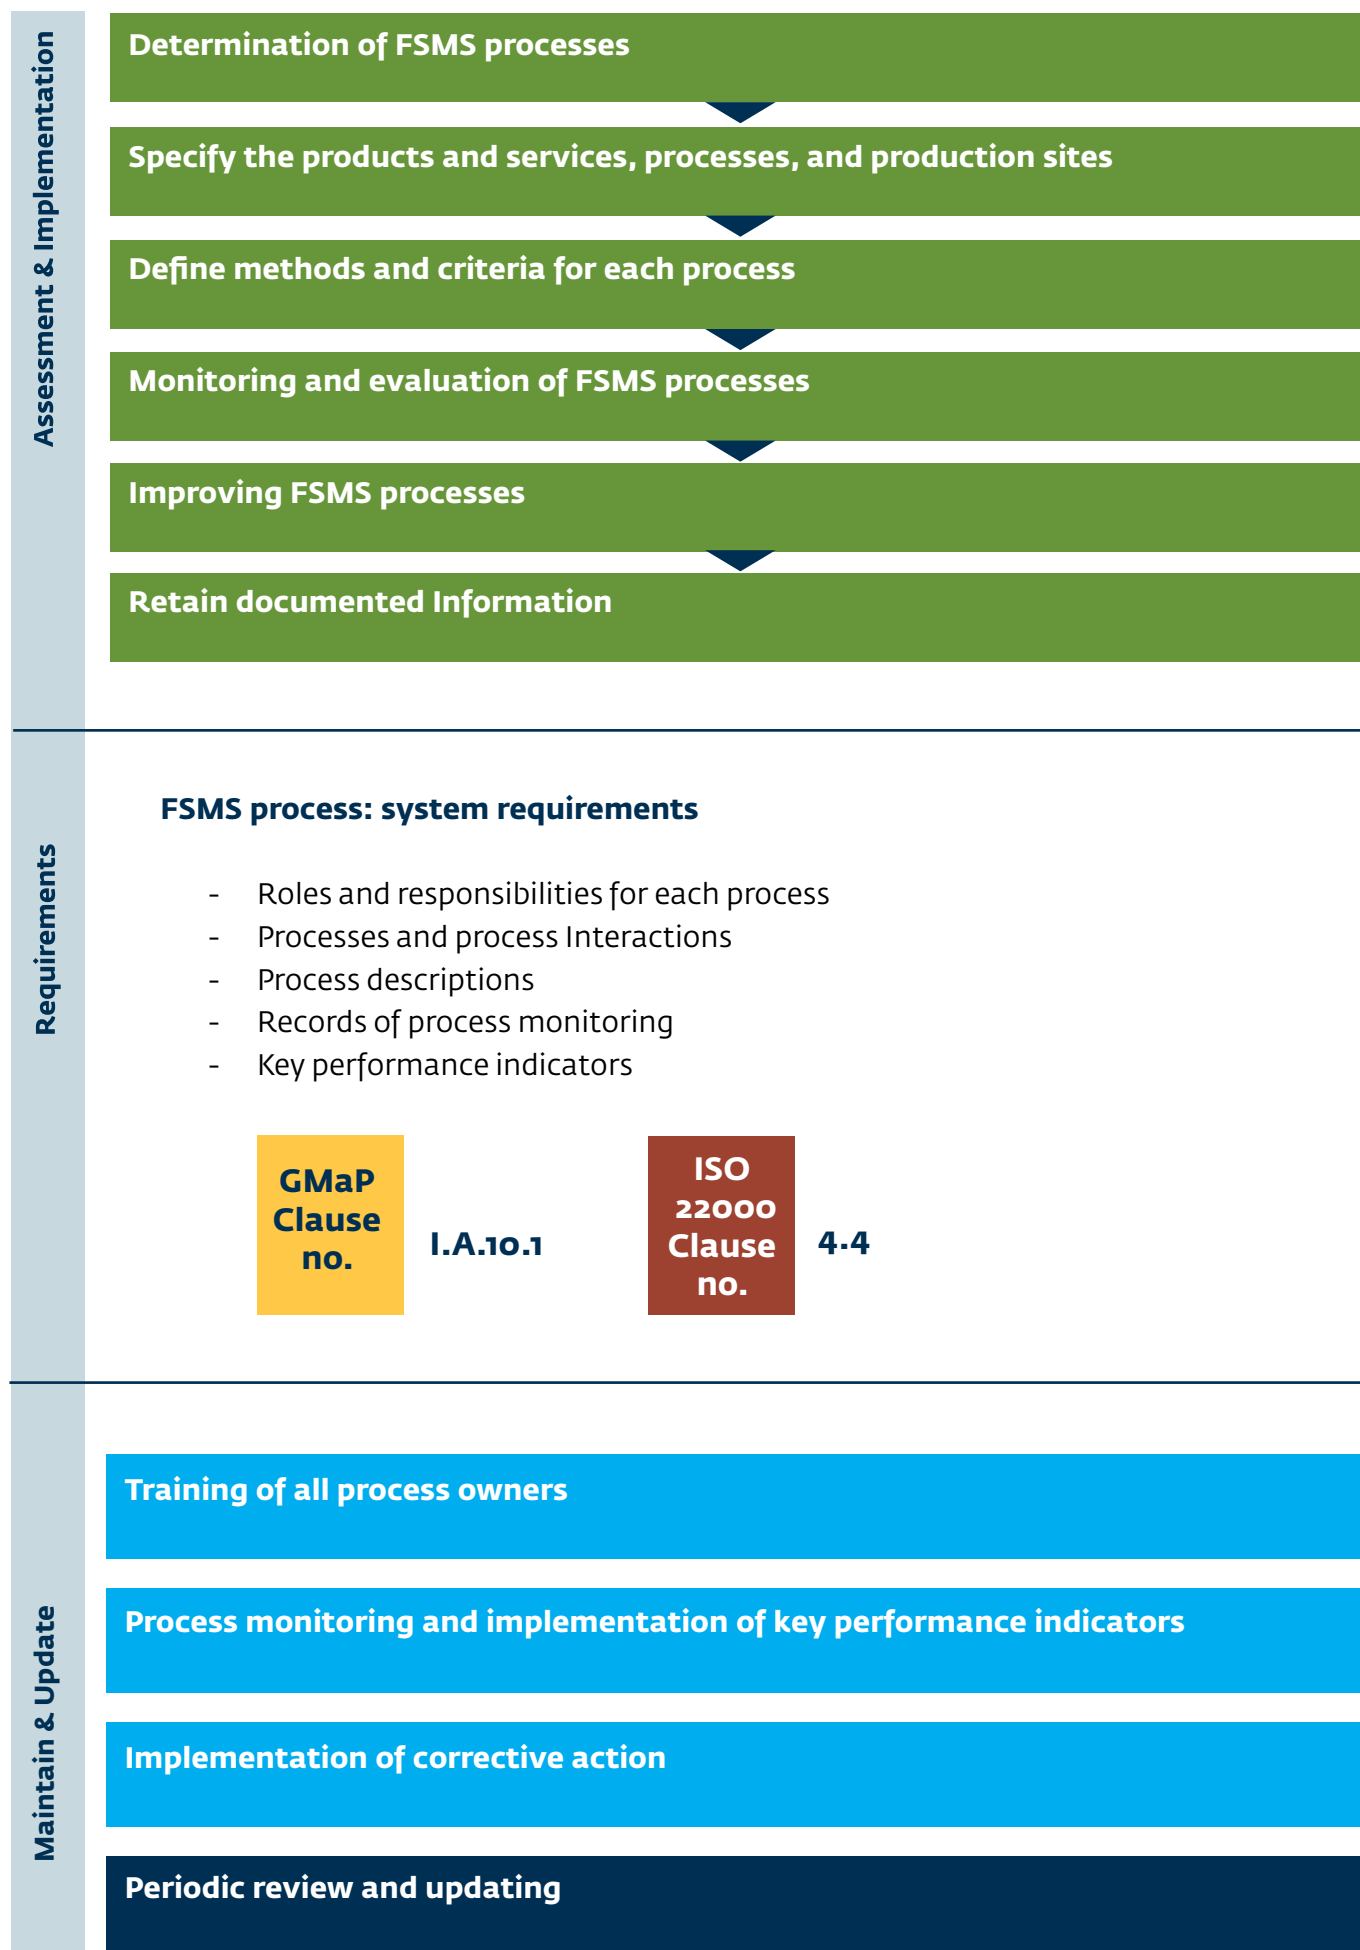 Assessment & Implementation
Determination of FSMS processes
Specify the products and services, processes, and production sites
Define methods and criteria for each process
Monitoring and evaluation of FSMS processes
Improving FSMS processes
Retain documented Information
Requirements
FSMS process: system requirements
- Roles and responsibilities for each process
- Processes and process Interactions
- Process descriptions
- Records of process monitoring
- Key performance indicators
GMaP
Clause
no.
I.A.10.1
ISO
22000
Clause
no.
4.4
Maintain & Update
Training of all process owners
Process monitoring and implementation of key performance indicators
Implementation of corrective action
Periodic review and updating